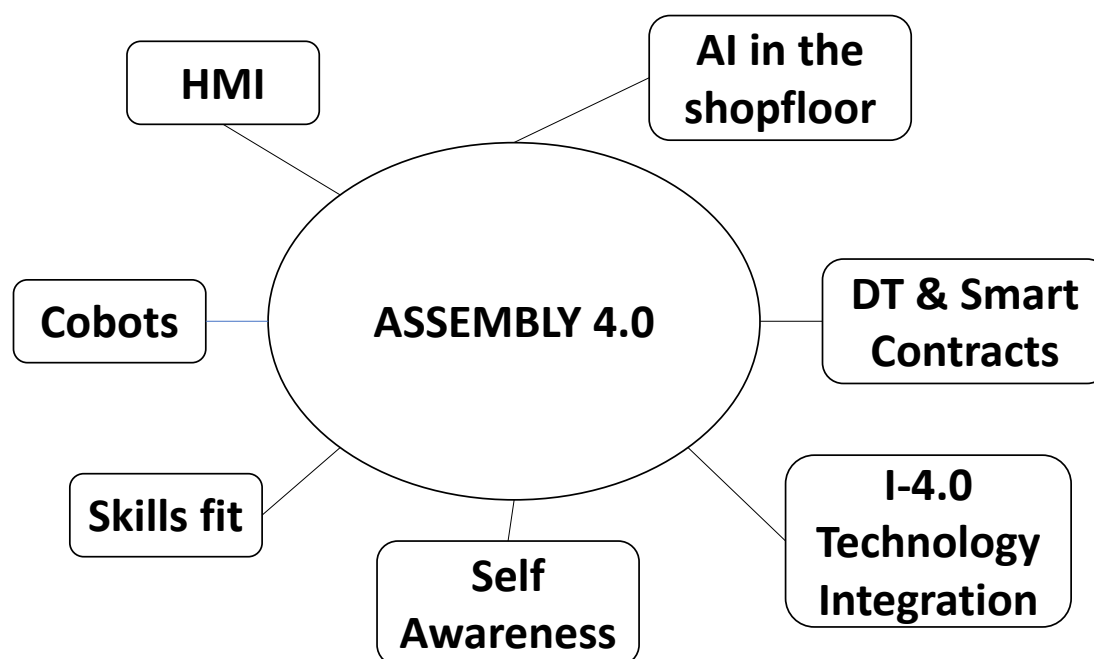 HMI
AI in the
shopfloor
Cobots
ASSEMBLY 4.0
DT & Smart
Contracts
Skills fit
Self
Awareness
I-4.0
Technology
Integration